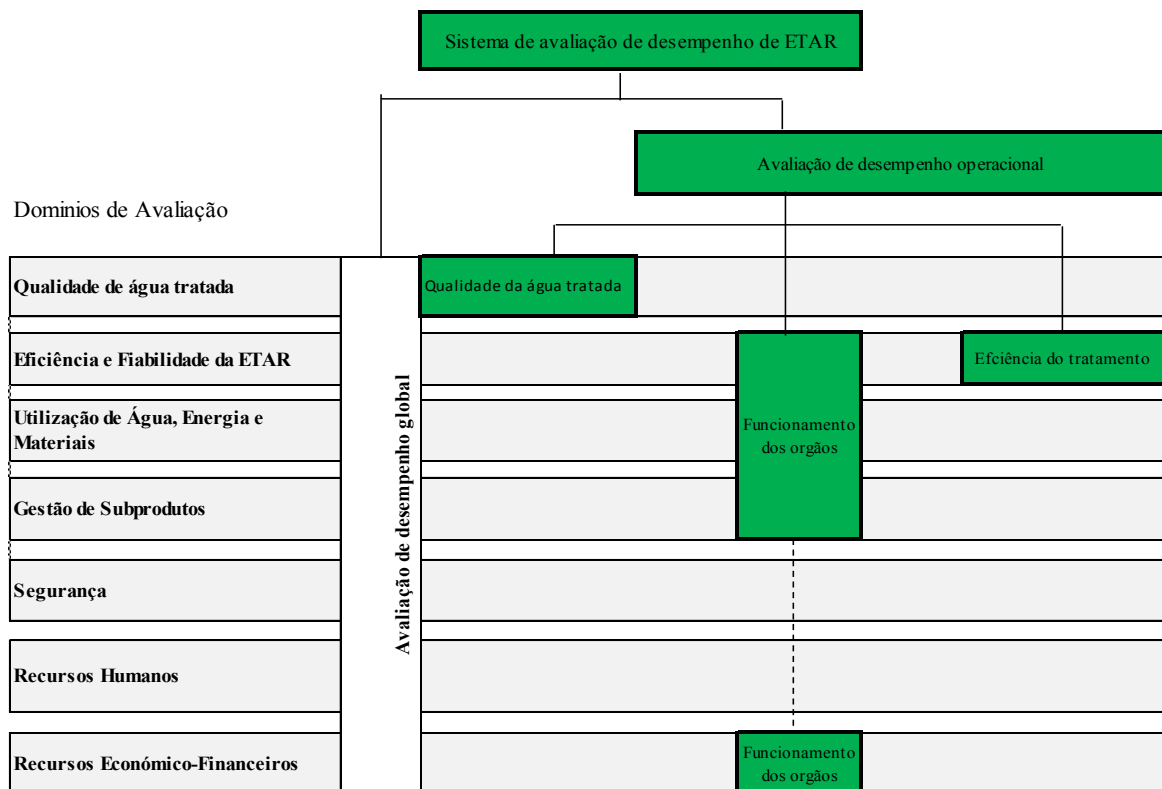 Sistema de avaliação de desempenho de ETAR
Avaliação de desempenho operacional
Dominios de Avaliação
Qualidade de água tratada
Qualidade da água tratada
Eficiência e Fiabilidade da ETAR
Efciência do tratamento
Utilização de Água, Energia e
Materiais
Funcionamento
dos orgãos
Gestão de Subprodutos
Avaliação de desempenho global
Segurança
Recursos Humanos
Recursos Económico-Financeiros
Funcionamento
dos orgãos